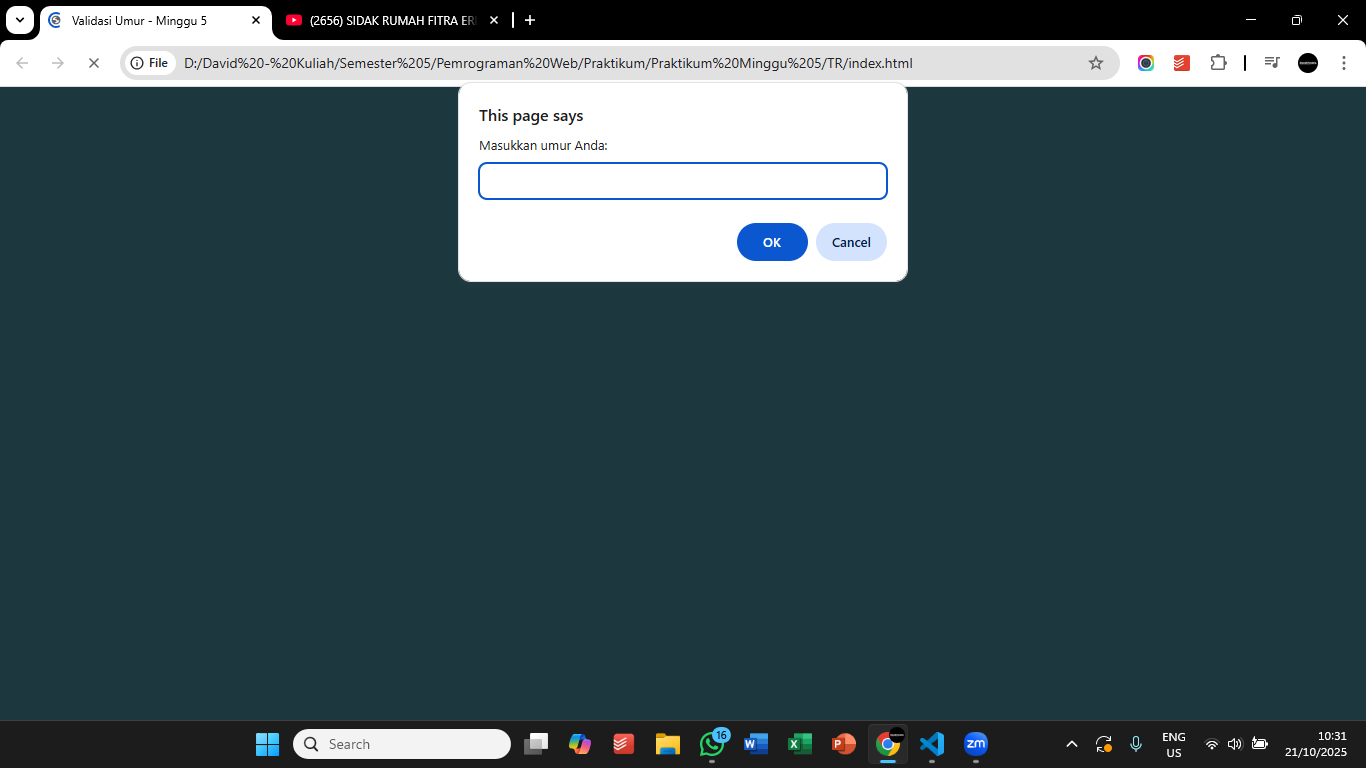 Validasi Umur - Minggu 5
(2656) SIDAK RUMAH FITRA ER
File
D:/David%20-%20Kuliah/Semester%205/Pemrograman%20Web/Praktikum/Praktikum%20Minggu%205/TR/index.html
This page says
Masukkan umur Anda:
OK
Cancel
Search
16
W
X
P
zm
ENG
US
10:31
21/10/2025